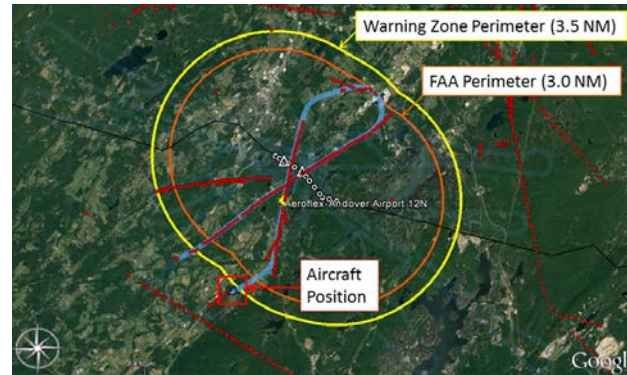 Warning Zone Perimeter (3.5 NM)
FAA Perimeter (3.0 NM)
Aeroflex-Andover Airport 12N
Aircraft
Position
Google